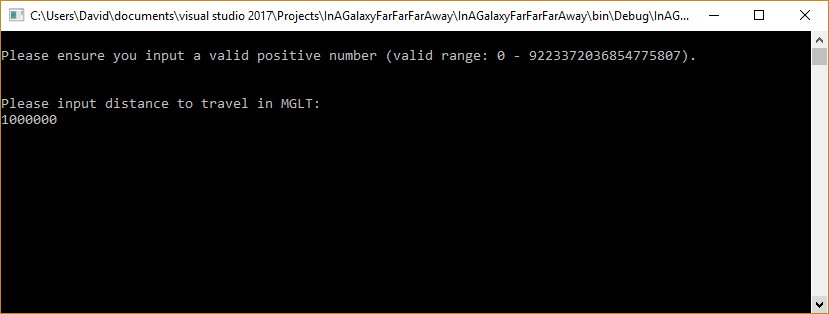 C:\Users\David\documents\visual studio 2017\Projects\InAGalaxyFarFarFarAway\InAGalaxyFarFarFarAway\bin\Debug\InAG...
Please ensure you input a valid positive number (valid range: 0 - 9223372036854775807).
Please input distance to travel in MGLT:
1000000